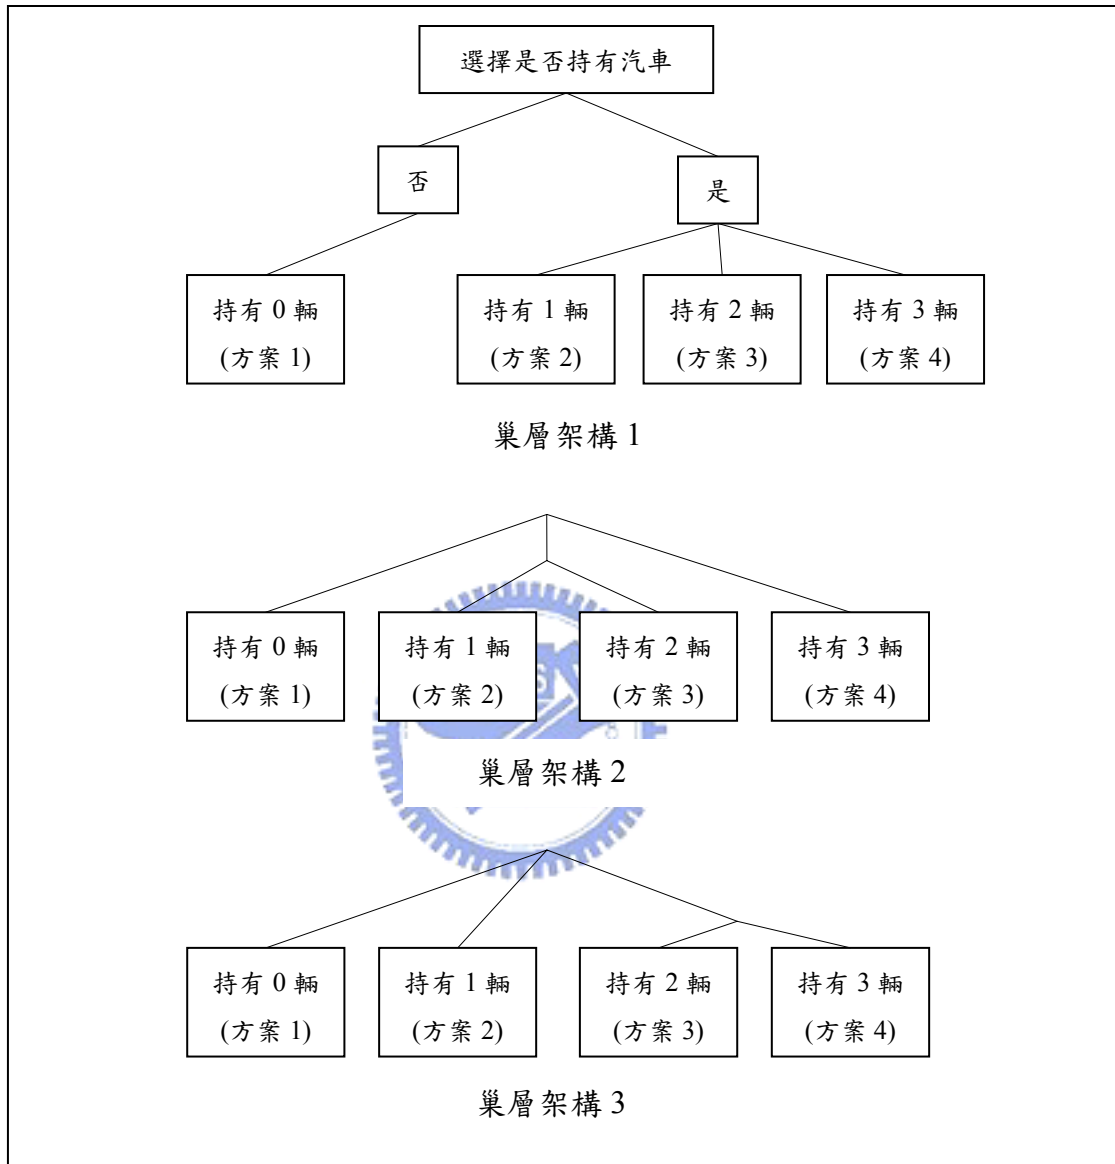 選擇是否持有汽車
否
是
持有 0 輛
(方案 1)
持有 1 輛
(方案 2)
持有 2 輛
(方案 3)
持有 3 輛
(方案 4)
巢層架構 1
持有 0 輛
(方案 1)
持有 1 輛
(方案 2)
持有 2 輛
(方案 3)
持有 3 輛
(方案 4)
巢層架構 2
持有 0 輛
(方案 1)
持有 1 輛
(方案 2)
持有 2 輛
(方案 3)
持有 3 輛
(方案 4)
巢層架構 3